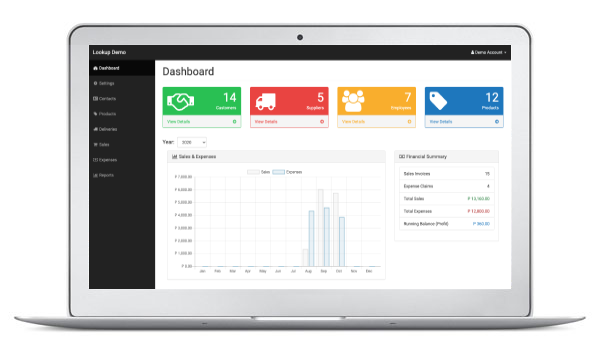 Lookup Demo
Demo Account
Dashboard
Settings
Contacts
Products
Deliveries
Sales
Expenses
Reports
Dashboard
14
Customers
View Details
5
Suppliers
View Details
7
Employees
View Details
12
Products
View Details
Year: 2020
Sales & Expenses
Sales Expenses
₱ 7,000.00
₱ 6,000.00
₱ 5,000.00
₱ 4,000.00
₱ 3,000.00
₱ 2,000.00
₱ 1,000.00
₱ 0.00
Jan Feb Mar Apr May Jun Jul Aug Sep Oct Nov Dec
Financial Summary
Sales Invoices 15
Expense Claims 4
Total Sales ₱ 13,160.00
Total Expenses ₱ 12,800.00
Running Balance (Profit) ₱ 360.00